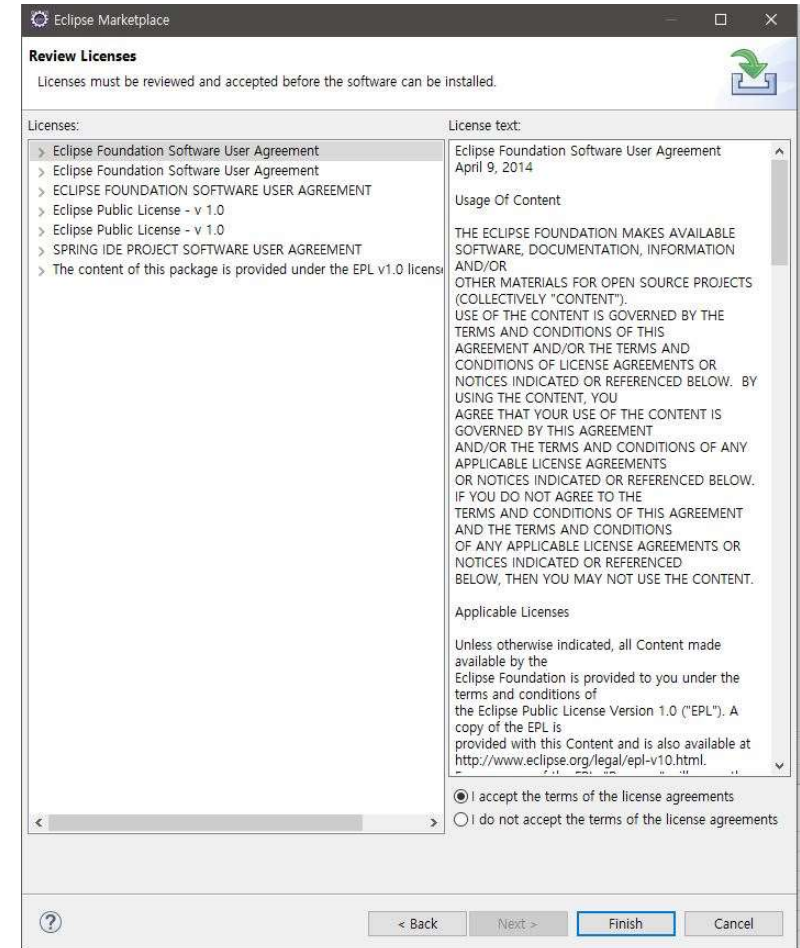 Eclipse Marketplace
Review Licenses
Licenses must be reviewed and accepted before the software can be installed.
Licenses:
Eclipse Foundation Software User Agreement
Eclipse Foundation Software User Agreement
ECLIPSE FOUNDATION SOFTWARE USER AGREEMENT
Eclipse Public License - v 1.0
Eclipse Public License - v 1.0
SPRING IDE PROJECT SOFTWARE USER AGREEMENT
The content of this package is provided under the EPL v1.0 license
License text:
Eclipse Foundation Software User Agreement
April 9, 2014
Usage Of Content
THE ECLIPSE FOUNDATION MAKES AVAILABLE
SOFTWARE, DOCUMENTATION, INFORMATION
AND/OR
OTHER MATERIALS FOR OPEN SOURCE PROJECTS
(COLLECTIVELY "CONTENT").
USE OF THE CONTENT IS GOVERNED BY THE
TERMS AND CONDITIONS OF THIS
AGREEMENT AND/OR THE TERMS AND
CONDITIONS OF LICENSE AGREEMENTS OR
NOTICES INDICATED OR REFERENCED BELOW. BY
USING THE CONTENT, YOU
AGREE THAT YOUR USE OF THE CONTENT IS
GOVERNED BY THIS AGREEMENT
AND/OR THE TERMS AND CONDITIONS OF ANY
APPLICABLE LICENSE AGREEMENTS
OR NOTICES INDICATED OR REFERENCED BELOW.
IF YOU DO NOT AGREE TO THE
TERMS AND CONDITIONS OF THIS AGREEMENT
AND THE TERMS AND CONDITIONS
OF ANY APPLICABLE LICENSE AGREEMENTS OR
NOTICES INDICATED OR REFERENCED
BELOW, THEN YOU MAY NOT USE THE CONTENT.
Applicable Licenses
Unless otherwise indicated, all Content made
available by the
Eclipse Foundation is provided to you under the
terms and conditions of
the Eclipse Public License Version 1.0 ("EPL"). A
copy of the EPL is
provided with this Content and is also available at
http://www.eclipse.org/legal/epl-v10.html.
I accept the terms of the license agreements
I do not accept the terms of the license agreements
< Back
Next >
Finish
Cancel